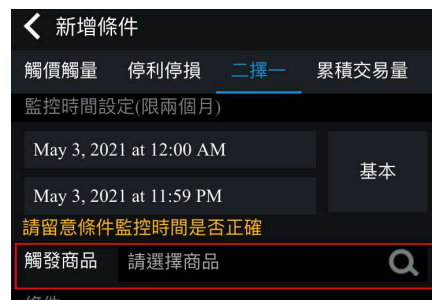 新增條件
觸價觸量 停利停損 二擇一 累積交易量
監控時間設定(限兩個月)
May 3, 2021 at 12:00 AM
基本
May 3, 2021 at 11:59 PM
請留意條件監控時間是否正確
觸發商品 請選擇商品